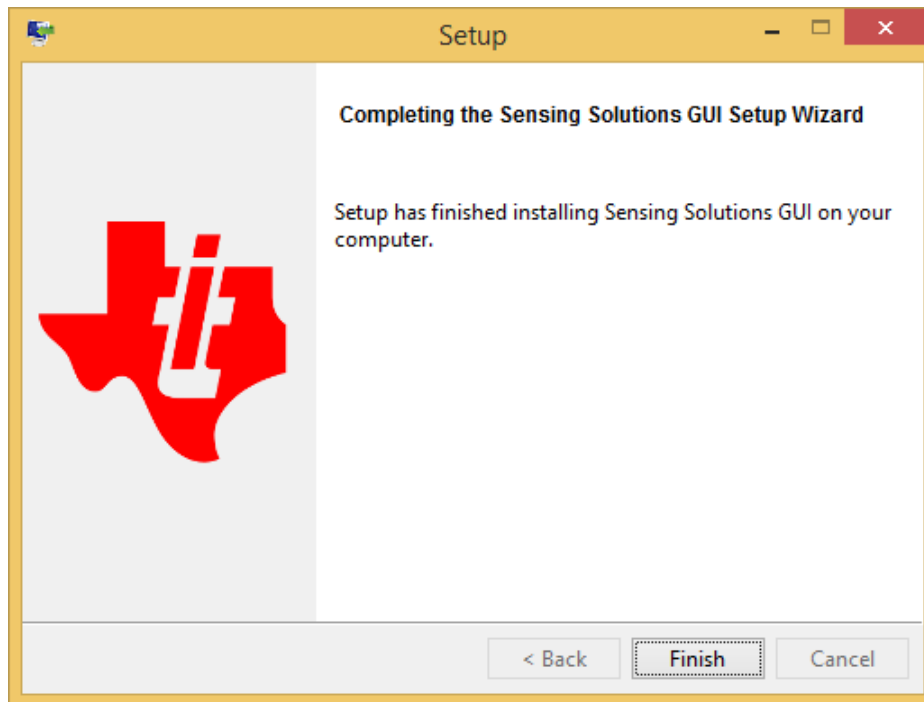 Setup
Completing the Sensing Solutions GUI Setup Wizard
Setup has finished installing Sensing Solutions GUI on your
computer.
ti
< Back
Finish
Cancel